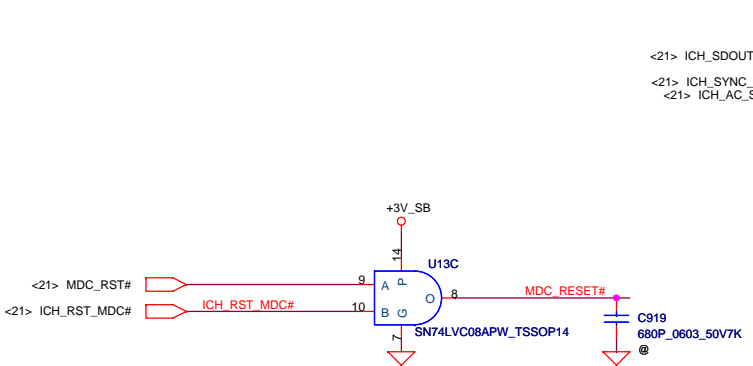 <21> ICH_SDOUT
<21> ICH_SYNC_
<21> ICH_AC_S
+3V_SB
14
U13C
<21> MDC_RST#
9
A
P
O
8
MDC_RESET#
<21> ICH_RST_MDC#
ICH_RST_MDC#
10
B
G
SN74LVC08APW_TSSOP14
7
C919
680P_0603_50V7K
@